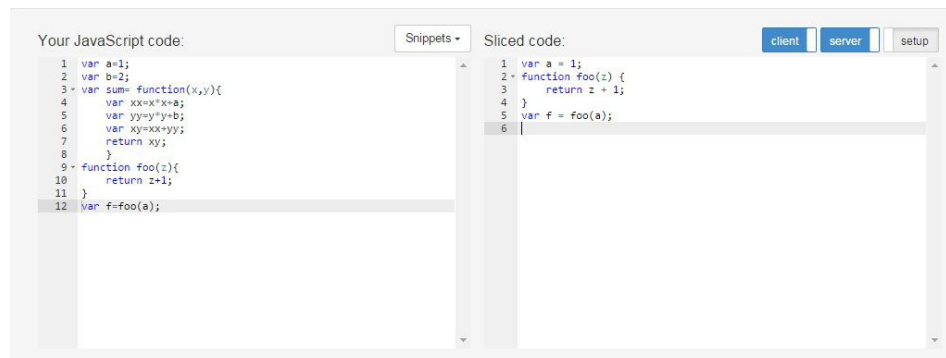 Your JavaScript code:
Snippets
1 var a=1;
2 var b=2;
3 var sum= function(x,y){
4 var xx=x*x+a;
5 var yy=y*y+b;
6 var xy=xx+yy;
7 return xy;
8 }
9 function foo(z){
10 return z+1;
11 }
12 var f=foo(a);
Sliced code:
client server setup
1 var a = 1;
2 function foo(z) {
3 return z + 1;
4 }
5 var f = foo(a);
6